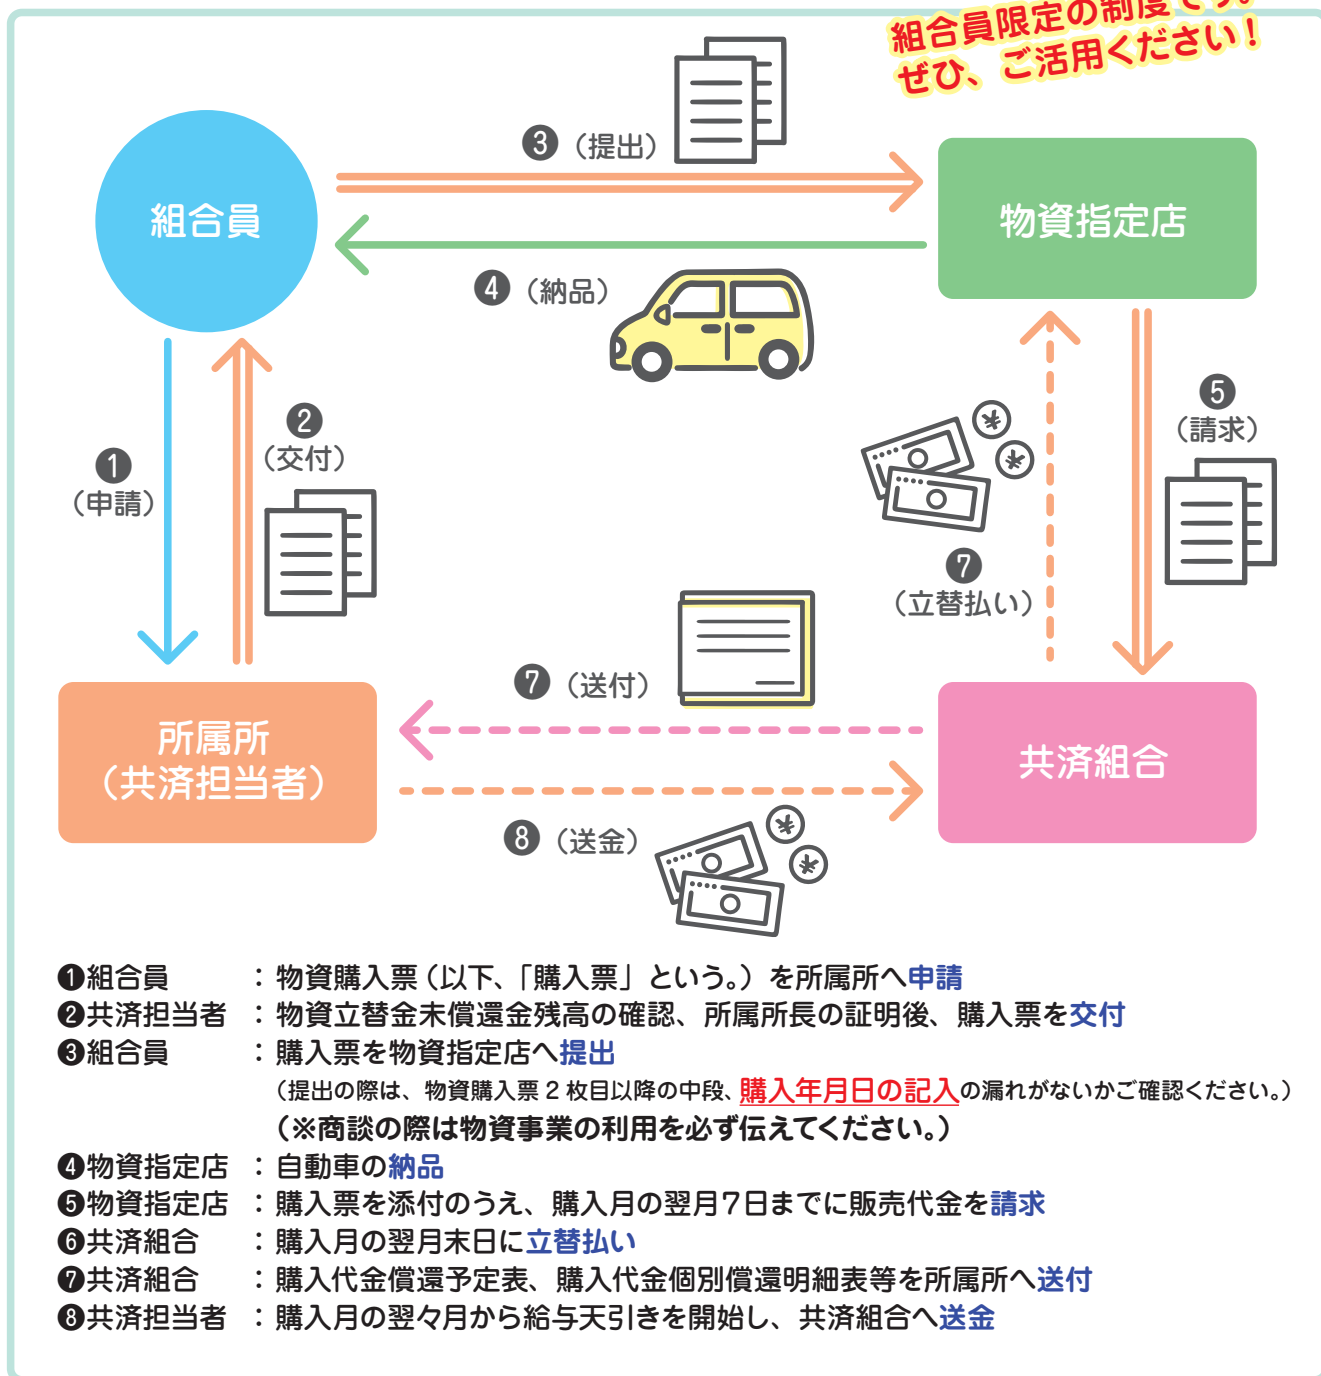 組合員限定の制度です。
ぜひ、ご活用ください！
❸（提出）
組合員
物資指定店
❹（納品）
❷
（交付）
❶
（申請）
❺
（請求）
❼
（立替払い）
❼（送付）
所属所
（共済担当者）
共済組合
❽（送金）
❶組合員　　：物資購入票（以下、「購入票」という。）を所属所へ申請
❷共済担当者：物資立替金未償還金残高の確認、所属所長の証明後、購入票を交付
❸組合員　　：購入票を物資指定店へ提出
（提出の際は、物資購入票２枚目以降の中段、購入年月日の記入の漏れがないかご確認ください。）
（※商談の際は物資事業の利用を必ず伝えてください。）
❹物資指定店：自動車の納品
❺物資指定店：購入票を添付のうえ、購入月の翌月7日までに販売代金を請求
❻共済組合　：購入月の翌月末日に立替払い
❼共済組合　：購入代金償還予定表、購入代金個別償還明細表等を所属所へ送付
❽共済担当者：購入月の翌々月から給与天引きを開始し、共済組合へ送金